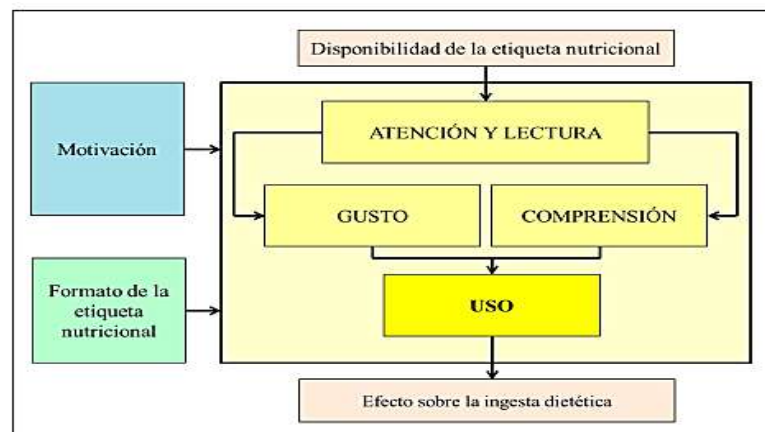 Disponibilidad de la etiqueta nutricional
ATENCIÓN Y LECTURA
Motivación
GUSTO
COMPRENSIÓN
Formato de la
etiqueta
nutricional
USO
Efecto sobre la ingesta dietética